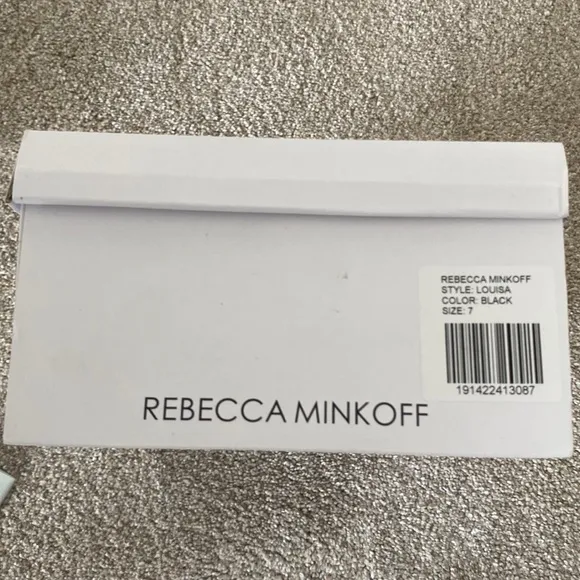 REBECCA MINKOFF
STYLE: LOUISA
COLOR: BLACK
SIZE: 7
191422413087
REBECCA MINKOFF